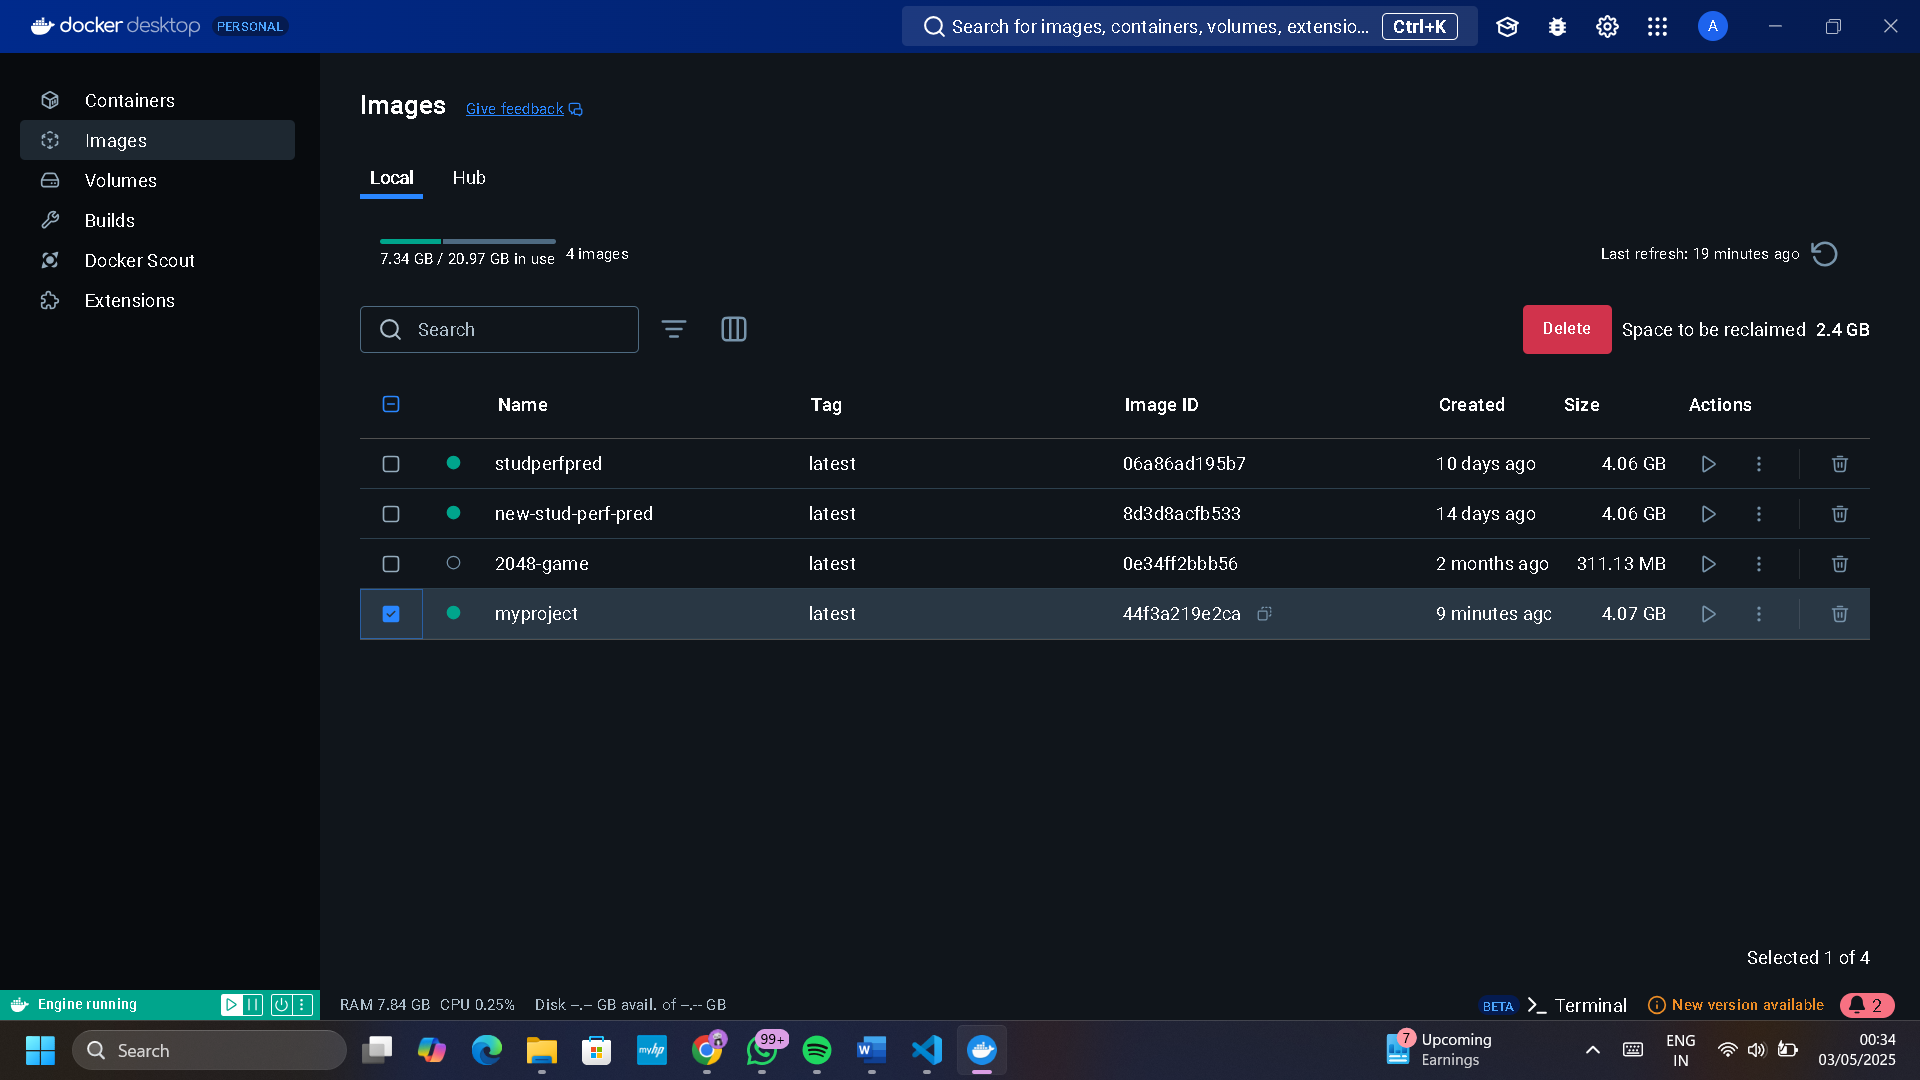 docker desktop PERSONAL
Search for images, containers, volumes, extensio... Ctrl+K
A
Containers
Images
Volumes
Builds
Docker Scout
Extensions
Images Give feedback
Local Hub
7.34 GB / 20.97 GB in use 4 images
Last refresh: 19 minutes ago
Search
Delete Space to be reclaimed 2.4 GB
Name Tag Image ID Created Size Actions
studperfpred latest 06a86ad195b7 10 days ago 4.06 GB
new-stud-perf-pred latest 8d3d8acfb533 14 days ago 4.06 GB
2048-game latest 0e34ff2bbb56 2 months ago 311.13 MB
myproject latest 44f3a219e2ca 9 minutes ago 4.07 GB
Selected 1 of 4
Engine running
RAM 7.84 GB CPU 0.25% Disk --.-- GB avail. of --.-- GB
BETA >_ Terminal New version available 2
Search
myhp
99+
W
7
Upcoming
Earnings
ENG
IN
00:34
03/05/2025